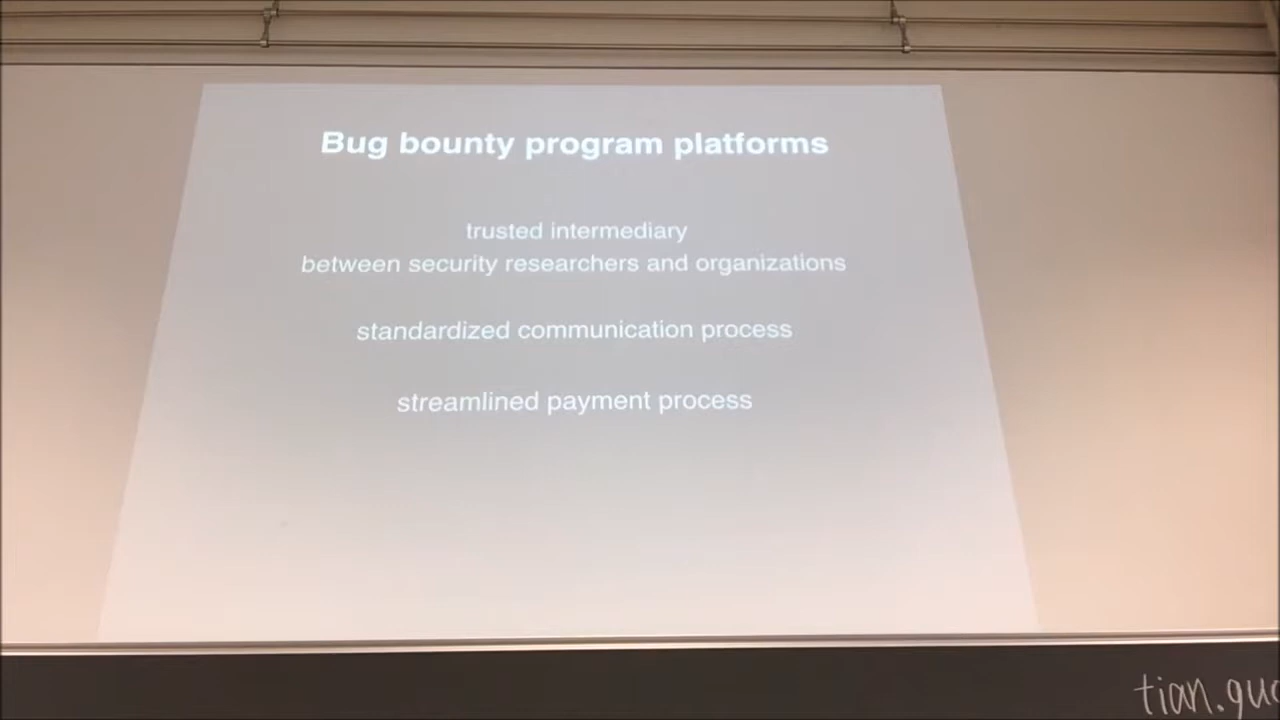 Bug bounty program platforms
trusted intermediary
between security researchers and organizations
standardized communication process
streamlined payment process